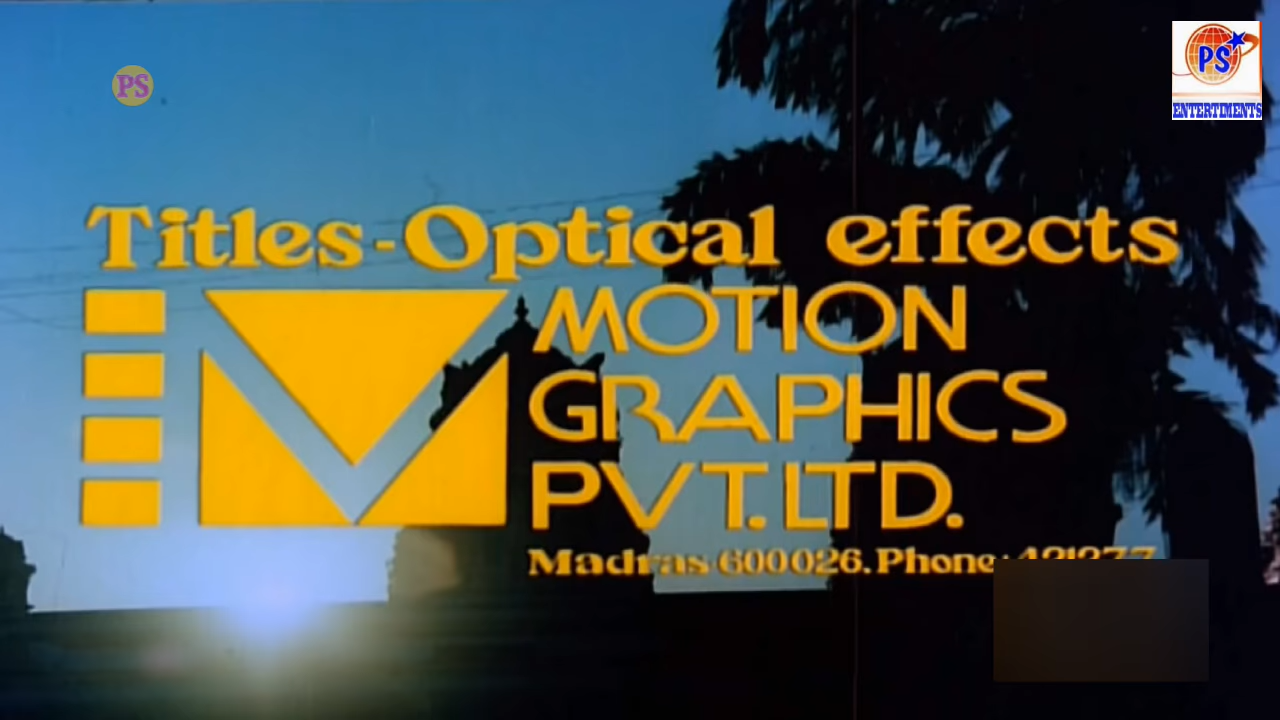 PS
PS
ENTERTIMENTS
Titles-Optical effects
MOTION
GRAPHICS
PVT.LTD.
Madras 600026. Phone: